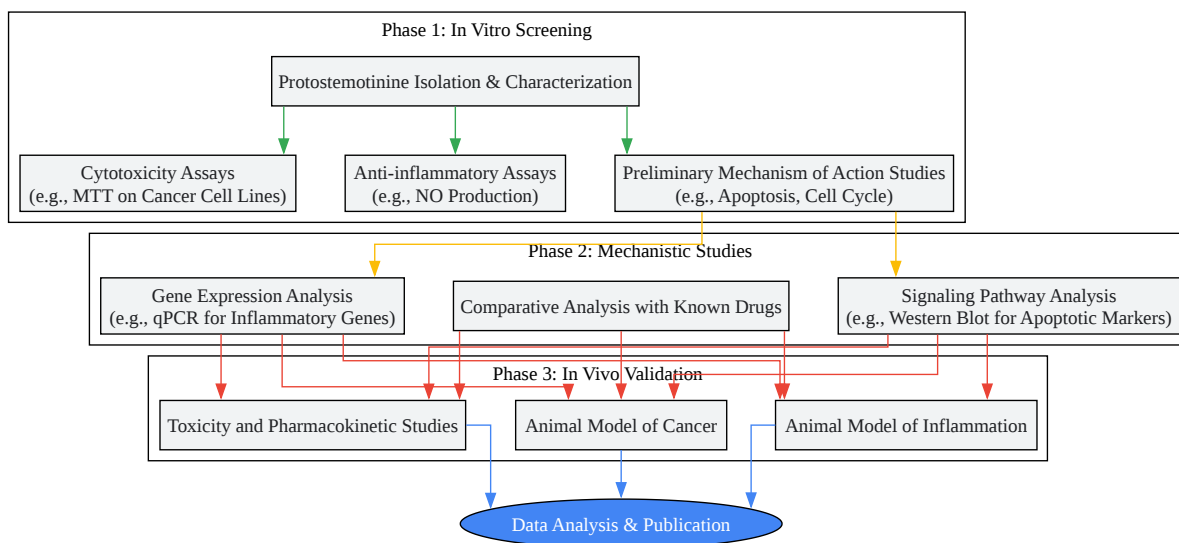 Phase 1: In Vitro Screening
Protostemotinine Isolation & Characterization
Cytotoxicity Assays
(e.g., MTT on Cancer Cell Lines)
Anti-inflammatory Assays
(e.g., NO Production)
Preliminary Mechanism of Action Studies
(e.g., Apoptosis, Cell Cycle)
Phase 2: Mechanistic Studies
Gene Expression Analysis
(e.g., qPCR for Inflammatory Genes)
Comparative Analysis with Known Drugs
Signaling Pathway Analysis
(e.g., Western Blot for Apoptotic Markers)
Phase 3: In Vivo Validation
Toxicity and Pharmacokinetic Studies
Animal Model of Cancer
Animal Model of Inflammation
Data Analysis & Publication